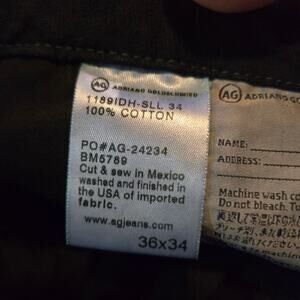 AG ADRIANO GOLDSCHMIED
1189IDH-SLL 34
100% COTTON
PO#AG-24234
BM5789
Cut & sew in Mexico
washed and finished in
the USA of imported
fabric.
www.agjeans.com
36x34
AG ADRIANO G
NAME:
ADDRESS:
Machine wash co
Do not bleach. Tu